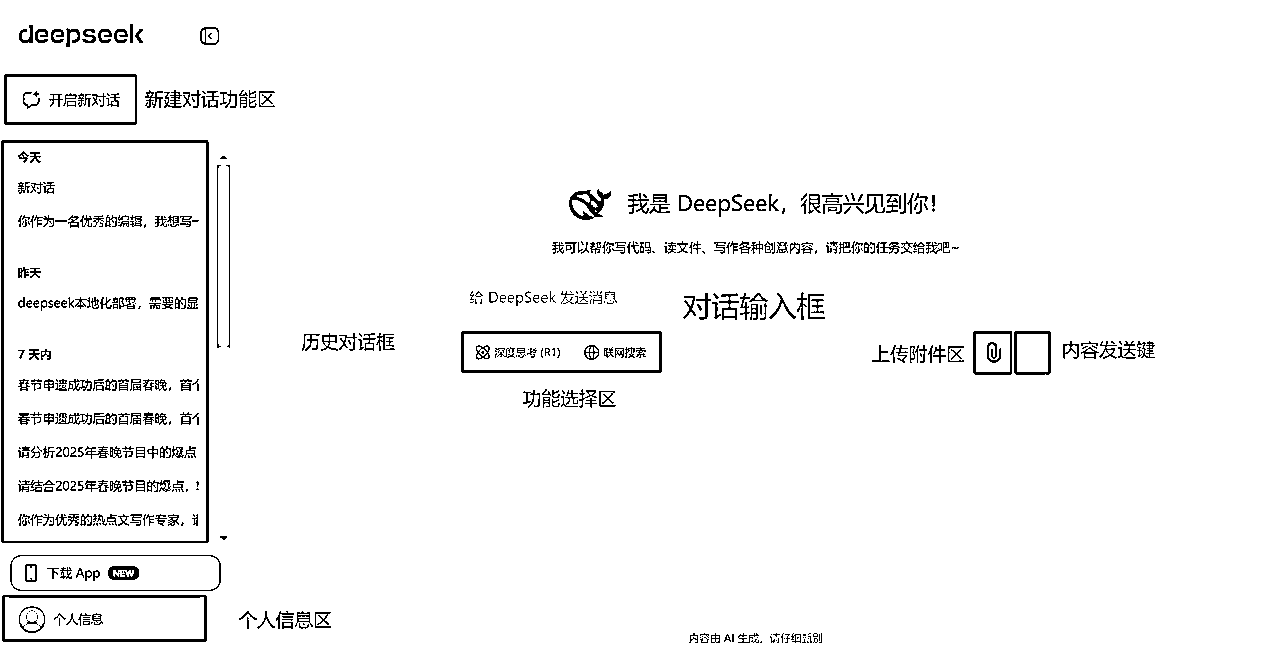 deepseek
开启新对话
新建对话功能区
今天
新对话
你作为一名优秀的编辑，我想写一
昨天
deepseek本地化部署，需要的显
7 天内
春节申遗成功后的首届春晚，首个
春节申遗成功后的首届春晚，首个
请分析2025年春晚节目中的爆点
请结合2025年春晚节目的爆点，
你作为优秀的热点文写作专家，请
下载 App NEW
个人信息
个人信息区
历史对话框
我是 DeepSeek，很高兴见到你！
我可以帮你写代码、读文件、写作各种创意内容，请把你的任务交给我吧~
给 DeepSeek 发送消息
对话输入框
深度思考 (R1)
联网搜索
功能选择区
上传附件区
内容发送键
内容由 AI 生成，请仔细甄别